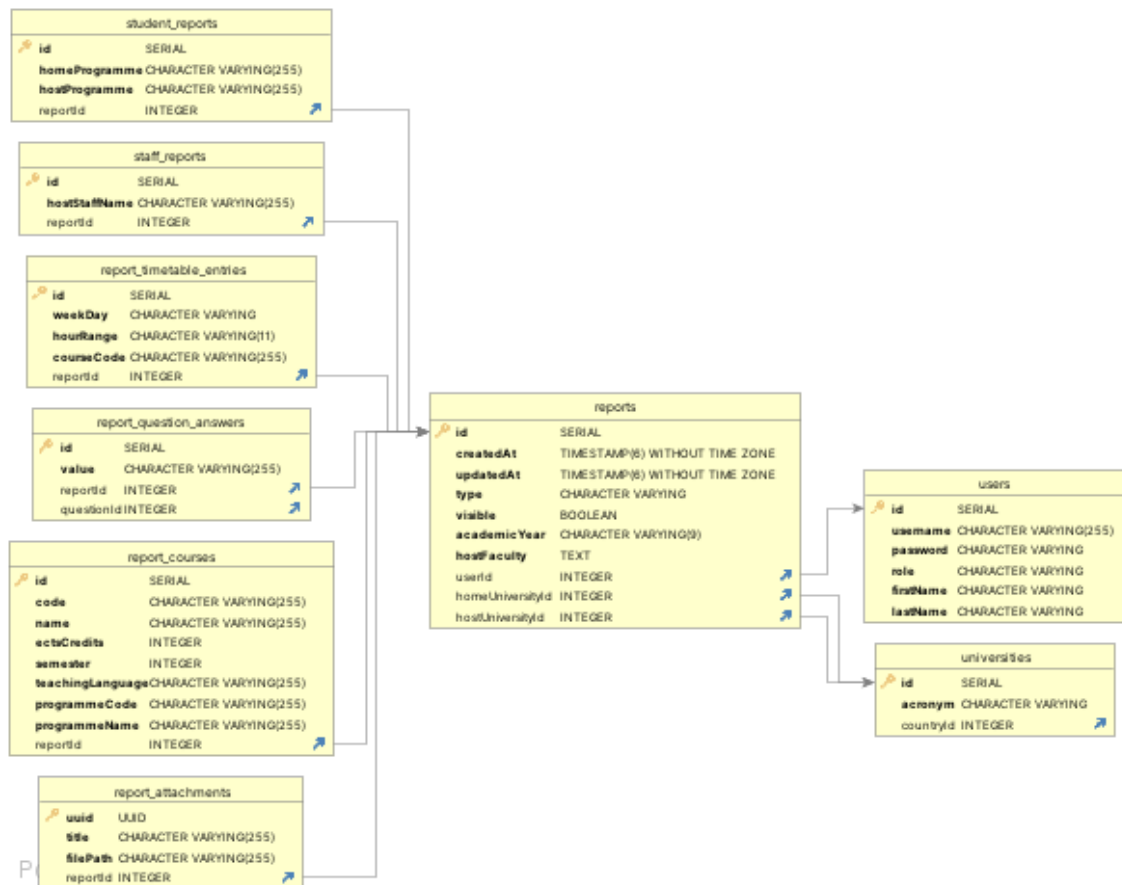 student_reports
id SERIAL
homeProgramme CHARACTER VARYING(255)
hostProgramme CHARACTER VARYING(255)
reportId INTEGER
staff_reports
id SERIAL
hostStaffName CHARACTER VARYING(255)
reportId INTEGER
report_timetable_entries
id SERIAL
weekDay CHARACTER VARYING
hourRange CHARACTER VARYING(11)
courseCode CHARACTER VARYING(255)
reportId INTEGER
report_question_answers
id SERIAL
value CHARACTER VARYING(255)
reportId INTEGER
questionId INTEGER
report_courses
id SERIAL
code CHARACTER VARYING(255)
name CHARACTER VARYING(255)
ectsCredits INTEGER
semester INTEGER
teachingLanguage CHARACTER VARYING(255)
programmeCode CHARACTER VARYING(255)
programmeName CHARACTER VARYING(255)
reportId INTEGER
report_attachments
uuid UUID
title CHARACTER VARYING(255)
filePath CHARACTER VARYING(255)
reportId INTEGER
reports
id SERIAL
createdAt TIMESTAMP(6) WITHOUT TIME ZONE
updatedAt TIMESTAMP(6) WITHOUT TIME ZONE
type CHARACTER VARYING
visible BOOLEAN
academicYear CHARACTER VARYING(9)
hostFaculty TEXT
userId INTEGER
homeUniversityId INTEGER
hostUniversityId INTEGER
users
id SERIAL
username CHARACTER VARYING(255)
password CHARACTER VARYING
role CHARACTER VARYING
firstName CHARACTER VARYING
lastName CHARACTER VARYING
universities
id SERIAL
acronym CHARACTER VARYING
countryId INTEGER